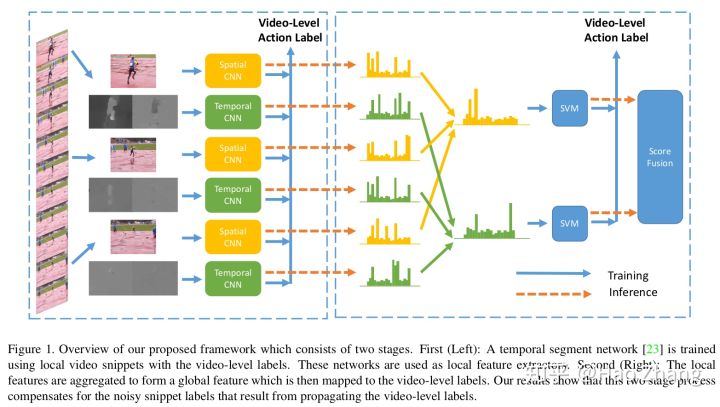 Video-Level
Action Label
Video-Level
Action Label
Spatial
CNN
Temporal
CNN
Spatial
CNN
Temporal
CNN
Spatial
CNN
Temporal
CNN
SVM
SVM
Score
Fusion
Training
Inference
Figure 1. Overview of our proposed framework which consists of two stages. First (Left): A temporal segment network [23] is trained
using local video snippets with the video-level labels. These networks are used as local feature extractors. Second (Right): The local
features are aggregated to form a global feature which is then mapped to the video-level labels. Our results show that this two stage process
compensates for the noisy snippet labels that result from propagating the video-level labels.
知乎 @Hao Zhang